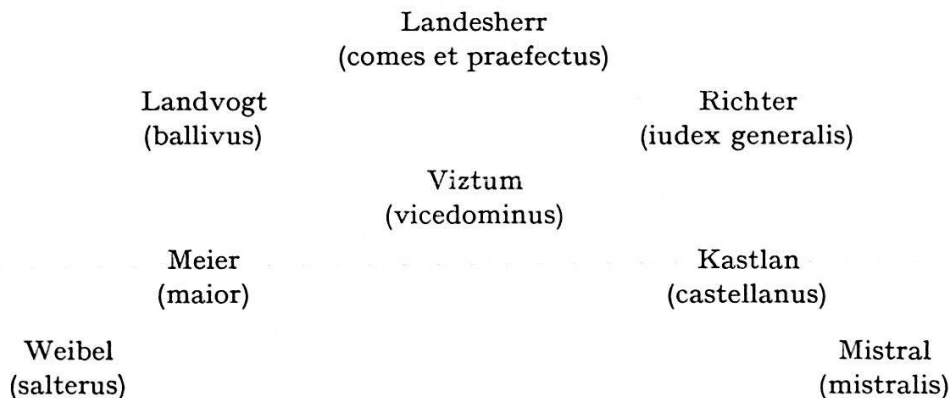 Landesherr
(comes et praefectus)
Landvogt Richter
(ballivus) (iudex generalis)
Viztum
(vicedominus)
Meier Kastlan
(maior) (castellanus)
Weibel Mistral
(salterus) (mistralis)